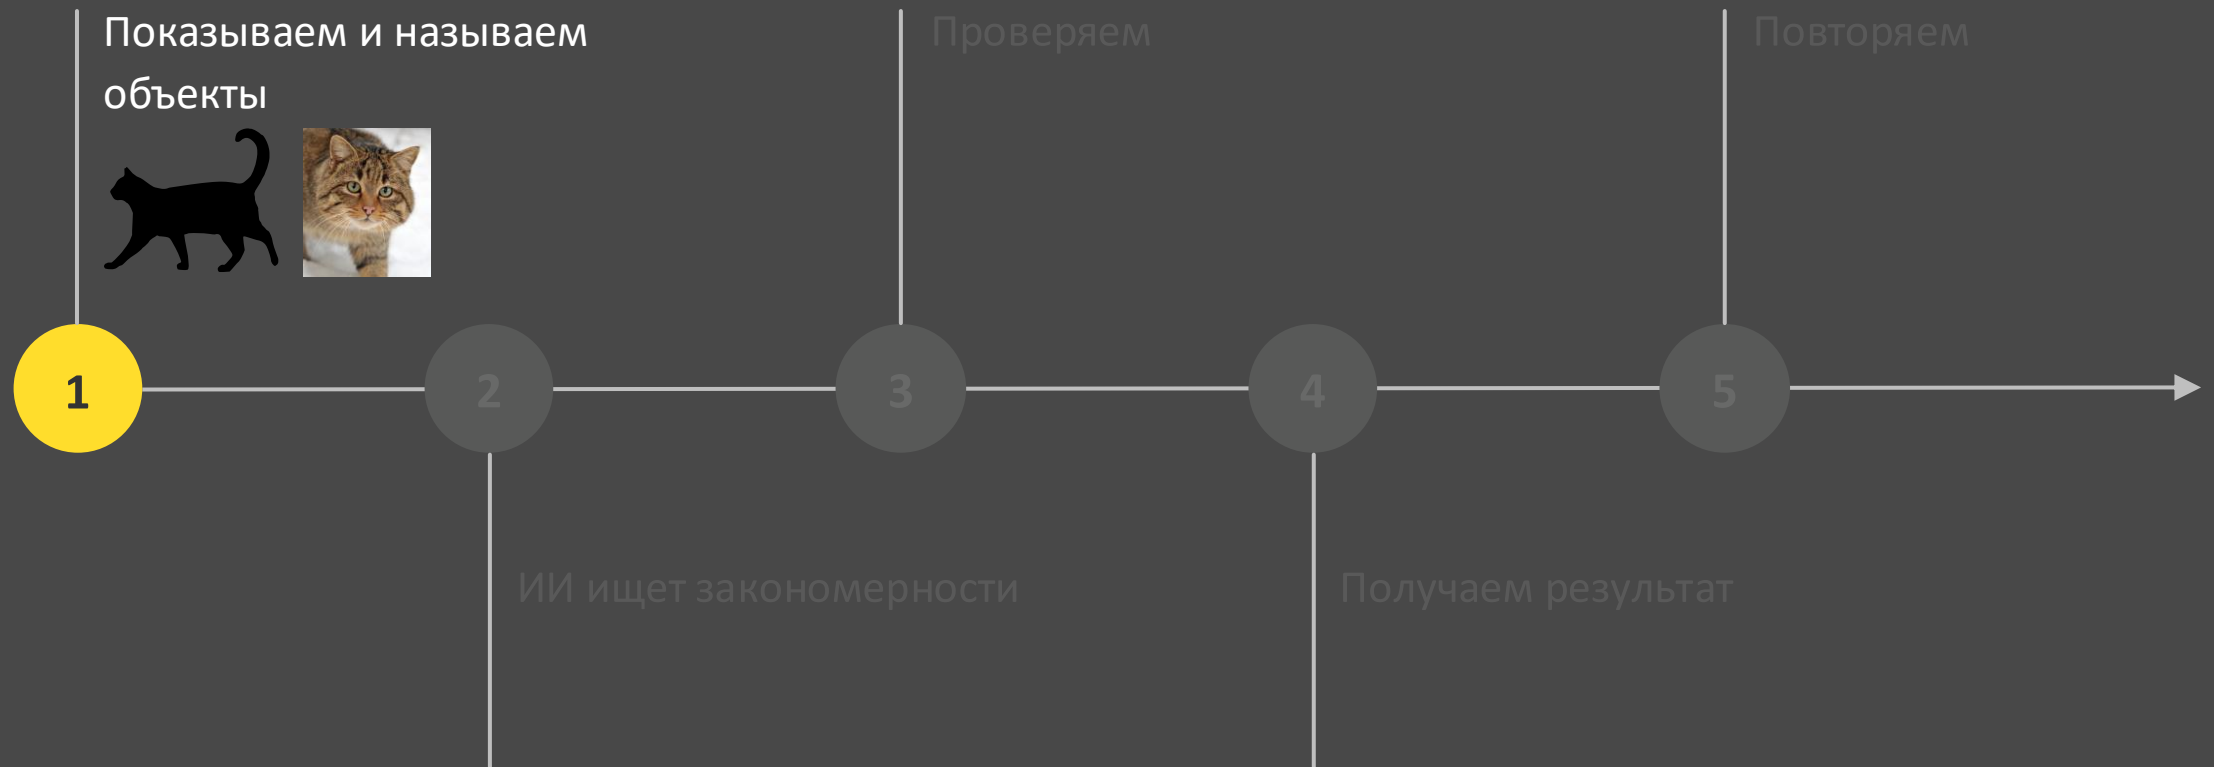 Показываем и называем
объекты
Проверяем
Повторяем
1
2
3
4
5
ИИ ищет закономерности
Получаем результат